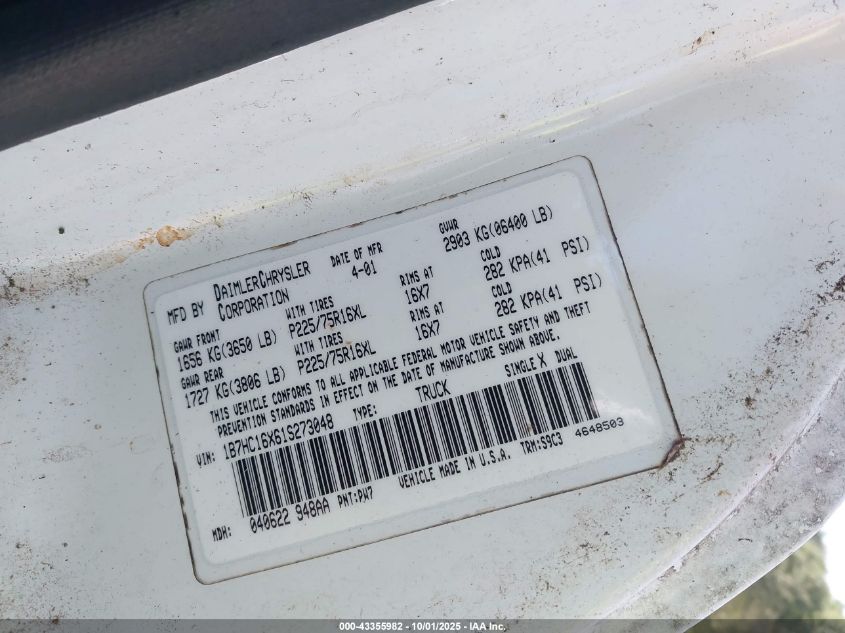 MFD BY DAIMLERCHRYSLER CORPORATION
DATE OF MFR 4-01
GVWR 2903 KG(06400 LB)
GAWR FRONT WITH TIRES RIMS AT COLD
1656 KG(3650 LB) P225/75R16XL 16X7 282 KPA(41 PSI)
GAWR REAR WITH TIRES RIMS AT COLD
1727 KG(3806 LB) P225/75R16XL 16X7 282 KPA(41 PSI)
THIS VEHICLE CONFORMS TO ALL APPLICABLE FEDERAL MOTOR VEHICLE SAFETY AND THEFT
PREVENTION STANDARDS IN EFFECT ON THE DATE OF MANUFACTURE SHOWN ABOVE.
VIN: 1B7HC16X61S273048 TYPE: TRUCK SINGLE X DUAL
MDH: 040622 948AA PNT:PW7 VEHICLE MADE IN U.S.A. TRM:S9C3 4648503
000-43355982 - 10/01/2025 - IAA Inc.